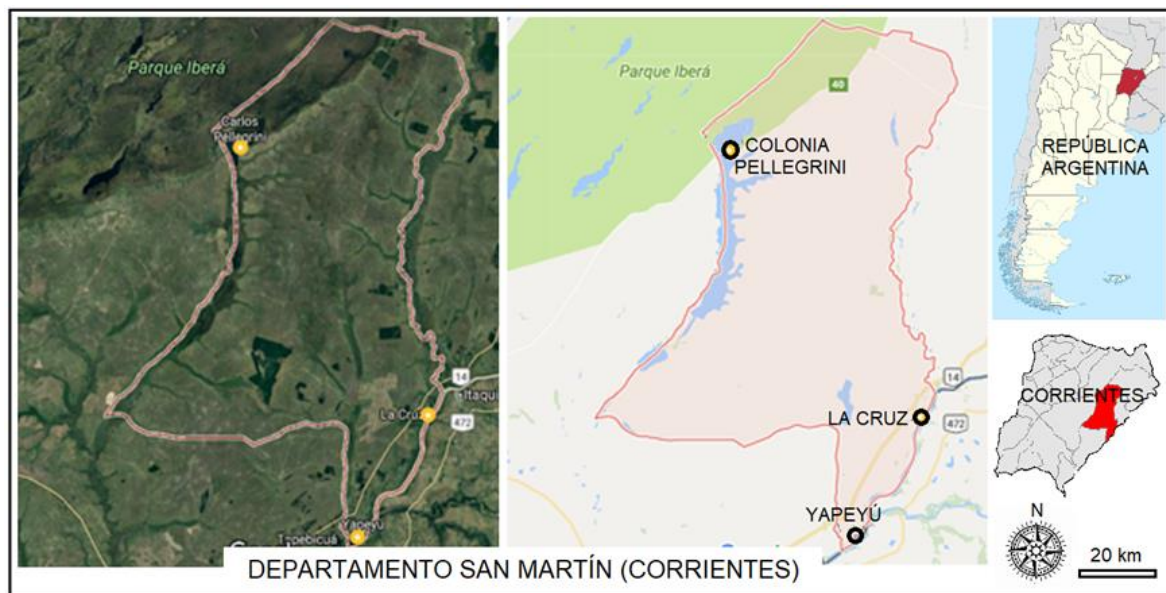 Parque Iberá
Carlos
Pellegrini
14
Itaqui
La Cruz
472
Yapeyú
Tapebicuá
Parque Iberá
40
COLONIA
PELLEGRINI
14
LA CRUZ
472
YAPEYÚ
REPÚBLICA
ARGENTINA
CORRIENTES
N
20 km
DEPARTAMENTO SAN MARTÍN (CORRIENTES)